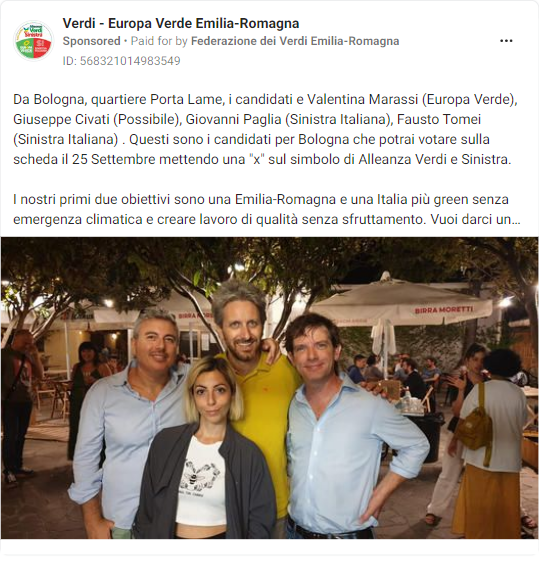 Verdi - Europa Verde Emilia-Romagna
Sponsored • Paid for by Federazione dei Verdi Emilia-Romagna
ID: 568321014983549
Da Bologna, quartiere Porta Lame, i candidati e Valentina Marassi (Europa Verde),
Giuseppe Civati (Possibile), Giovanni Paglia (Sinistra Italiana), Fausto Tomei
(Sinistra Italiana) . Questi sono i candidati per Bologna che potrai votare sulla
scheda il 25 Settembre mettendo una "x" sul simbolo di Alleanza Verdi e Sinistra.
I nostri primi due obiettivi sono una Emilia-Romagna e una Italia più green senza
emergenza climatica e creare lavoro di qualità senza sfruttamento. Vuoi darci un...
BIRRA MORETTI